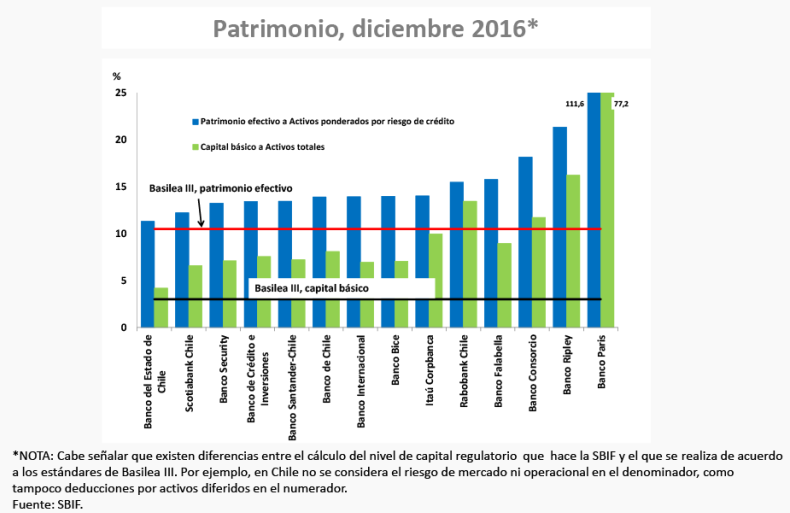 Patrimonio, diciembre 2016*
%
25
20
15
10
5
0
111,6
77,2
Patrimonio efectivo a Activos ponderados por riesgo de crédito
Capital básico a Activos totales
Basilea III, patrimonio efectivo
Basilea III, capital básico
Banco del Estado de
Chile
Scotiabank Chile
Banco Security
Banco de Crédito e
Inversiones
Banco Santander-Chile
Banco de Chile
Banco Internacional
Banco Bice
Itaú Corpbanca
Rabobank Chile
Banco Falabella
Banco Consorcio
Banco Ripley
Banco Paris
*NOTA: Cabe señalar que existen diferencias entre el cálculo del nivel de capital regulatorio que hace la SBIF y el que se realiza de acuerdo
a los estándares de Basilea III. Por ejemplo, en Chile no se considera el riesgo de mercado ni operacional en el denominador, como
tampoco deducciones por activos diferidos en el numerador.
Fuente: SBIF.